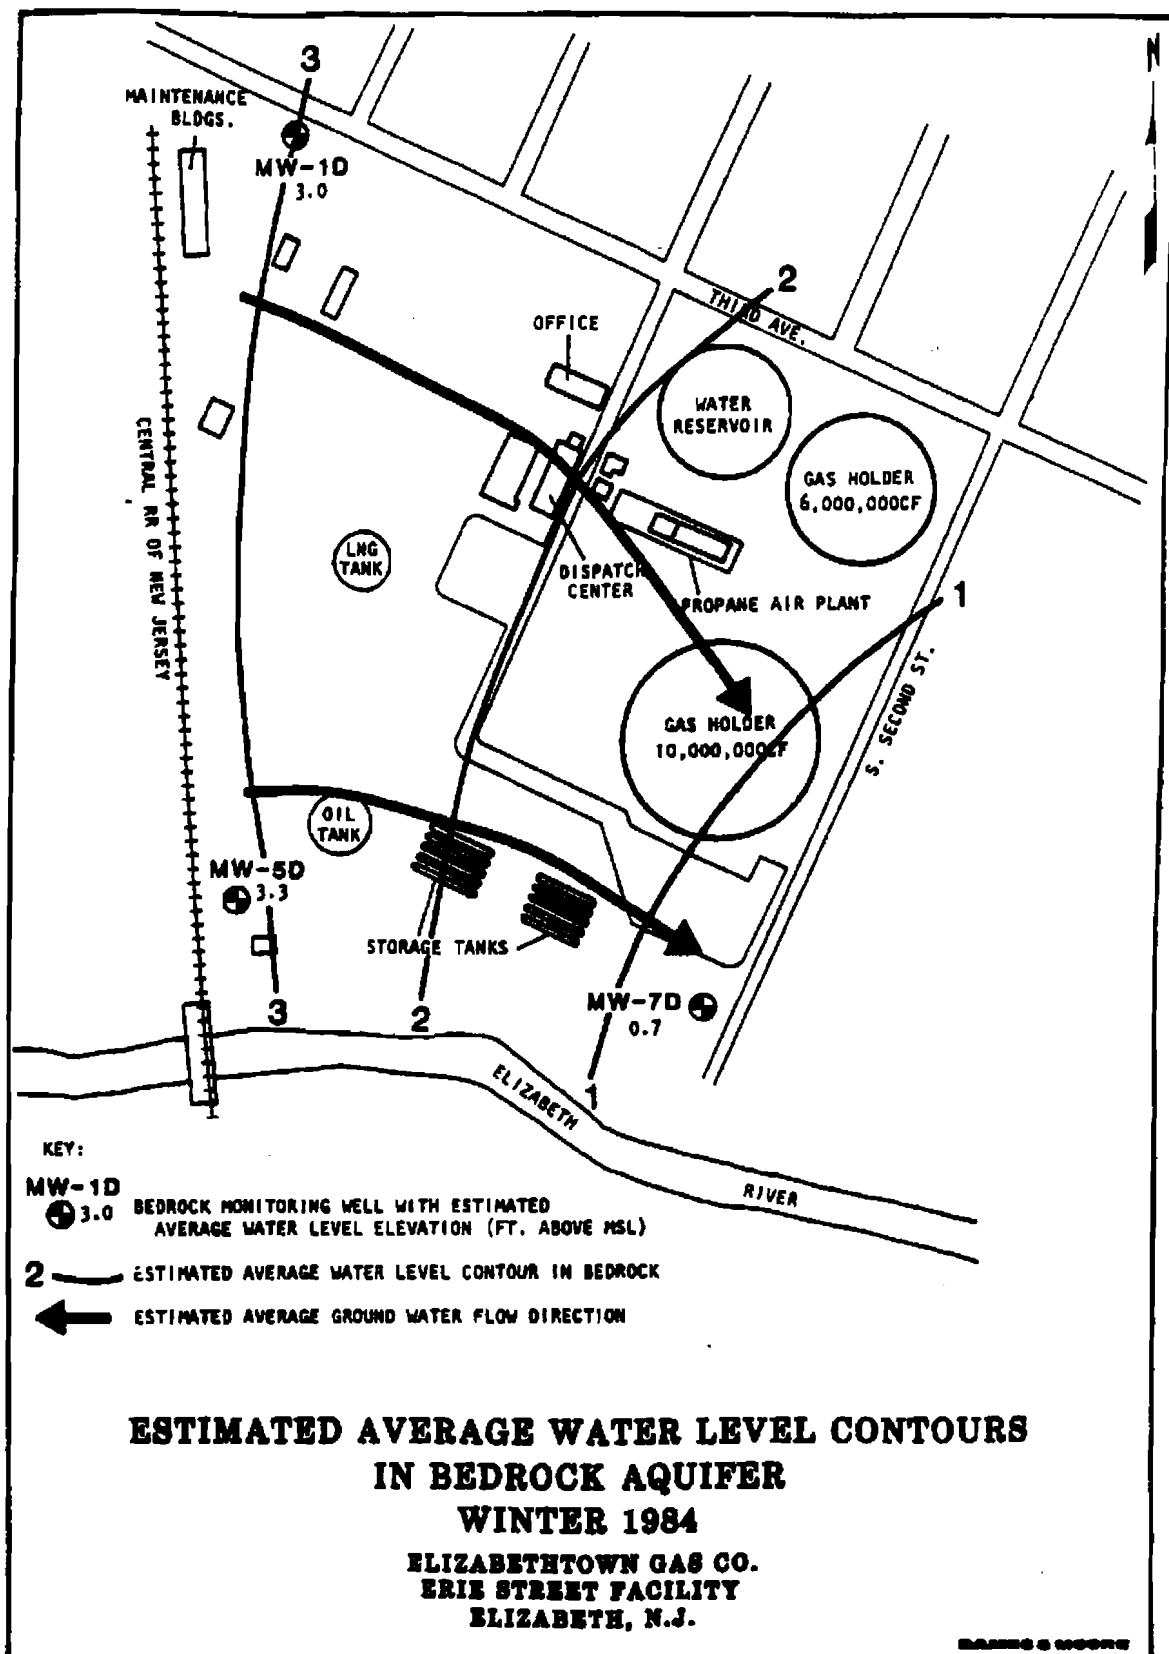 N
3
MAINTENANCE
BLDGS.
MW-1D
3.0
2
THIRD AVE.
OFFICE
WATER
RESERVOIR
GAS HOLDER
6,000,000CF
CENTRAL RR OF NEW JERSEY
LNG
TANK
DISPATCH
CENTER
PROPANE AIR PLANT
1
S. SECOND ST.
GAS HOLDER
10,000,000CF
OIL
TANK
MW-5D
3.3
STORAGE TANKS
3
2
MW-7D
0.7
1
ELIZABETH
RIVER
KEY:
MW-1D
3.0
BEDROCK MONITORING WELL WITH ESTIMATED
AVERAGE WATER LEVEL ELEVATION (FT. ABOVE MSL)
2
ESTIMATED AVERAGE WATER LEVEL CONTOUR IN BEDROCK
ESTIMATED AVERAGE GROUND WATER FLOW DIRECTION
ESTIMATED AVERAGE WATER LEVEL CONTOURS
IN BEDROCK AQUIFER
WINTER 1984
ELIZABETHTOWN GAS CO.
ERIE STREET FACILITY
ELIZABETH, N.J.
DAMES & MOORE